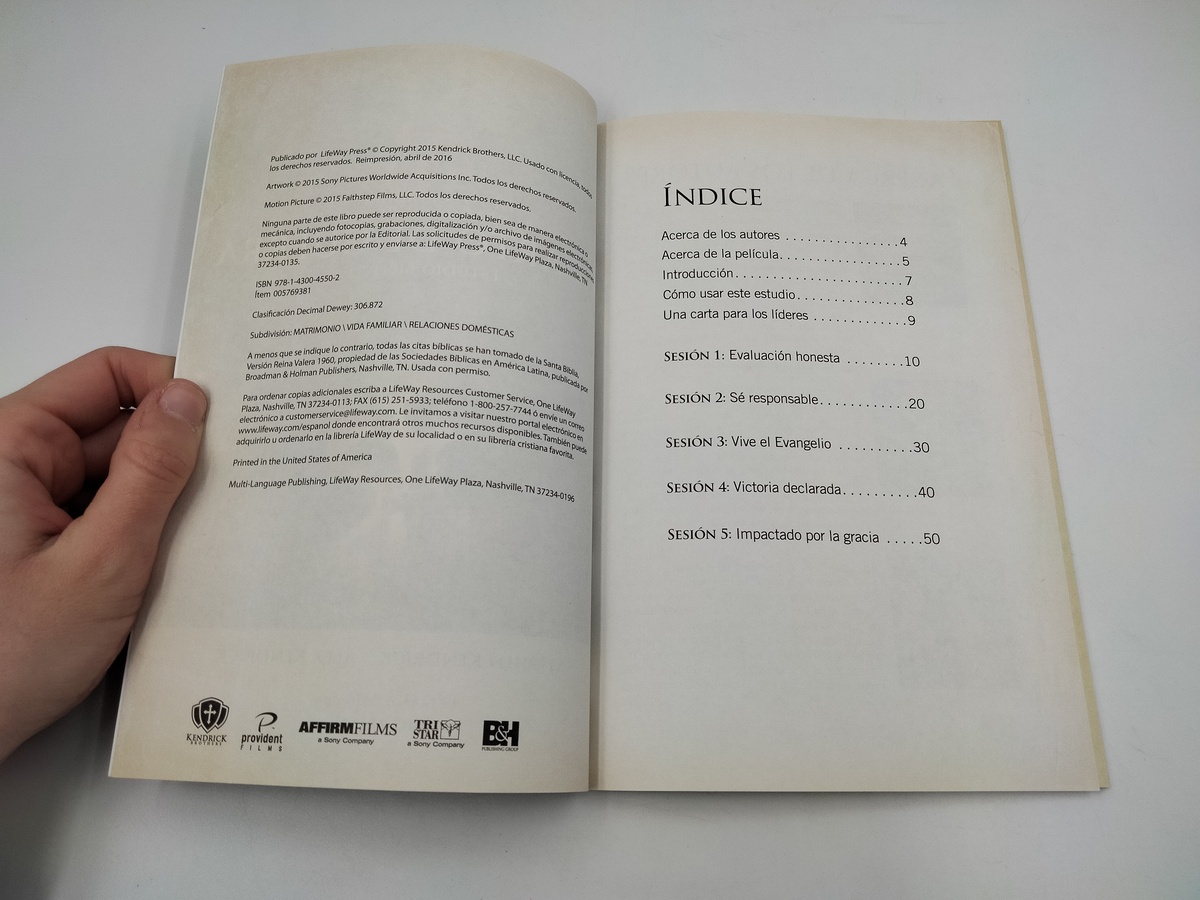 Publicado por LifeWay Press® © Copyright 2015 Kendrick Brothers, LLC. Usado con licencia, todos
los derechos reservados. Reimpresión, abril de 2016
Artwork © 2015 Sony Pictures Worldwide Acquisitions Inc. Todos los derechos reservados.
Motion Picture © 2015 Faithstep Films, LLC. Todos los derechos reservados.
Ninguna parte de este libro puede ser reproducida o copiada, bien sea de manera electrónica o
mecánica, incluyendo fotocopias, grabaciones, digitalización y/o archivo de imágenes electrónicas,
excepto cuando se autorice por la Editorial. Las solicitudes de permisos para realizar reproducciones
o copias deben hacerse por escrito y enviarse a: LifeWay Press®, One LifeWay Plaza, Nashville, TN
37234-0135.
ISBN 978-1-4300-4550-2
Ítem 005769381
Clasificación Decimal Dewey: 306.872
Subdivisión: MATRIMONIO \ VIDA FAMILIAR \ RELACIONES DOMÉSTICAS
A menos que se indique lo contrario, todas las citas bíblicas se han tomado de la Santa Biblia,
Versión Reina Valera 1960, propiedad de las Sociedades Bíblicas en América Latina, publicada por
Broadman & Holman Publishers, Nashville, TN. Usada con permiso.
Para ordenar copias adicionales escriba a LifeWay Resources Customer Service, One LifeWay
Plaza, Nashville, TN 37234-0113; FAX (615) 251-5933; teléfono 1-800-257-7744 ó envíe un correo
electrónico a customerservice@lifeway.com. Le invitamos a visitar nuestro portal electrónico en
www.lifeway.com/espanol donde encontrará otros muchos recursos disponibles. También puede
adquirirlo u ordenarlo en la librería LifeWay de su localidad o en su librería cristiana favorita.
Printed in the United States of America
Multi-Language Publishing, LifeWay Resources, One LifeWay Plaza, Nashville, TN 37234-0196
KENDRICK
BROTHERS
provident
FILMS
AFFIRMFILMS
a Sony Company
TRI
STAR
a Sony Company
B&H
PUBLISHING GROUP
ÍNDICE
Acerca de los autores . . . . . . . . . . . . . . . .4
Acerca de la película. . . . . . . . . . . . . . . . .5
Introducción. . . . . . . . . . . . . . . . . . . . . . .7
Cómo usar este estudio. . . . . . . . . . . . . . .8
Una carta para los líderes . . . . . . . . . . . . .9
SESIÓN 1: Evaluación honesta . . . . . . . .10
SESIÓN 2: Sé responsable. . . . . . . . . . . .20
SESIÓN 3: Vive el Evangelio . . . . . . . . . .30
SESIÓN 4: Victoria declarada. . . . . . . . . .40
SESIÓN 5: Impactado por la gracia . . . . .50